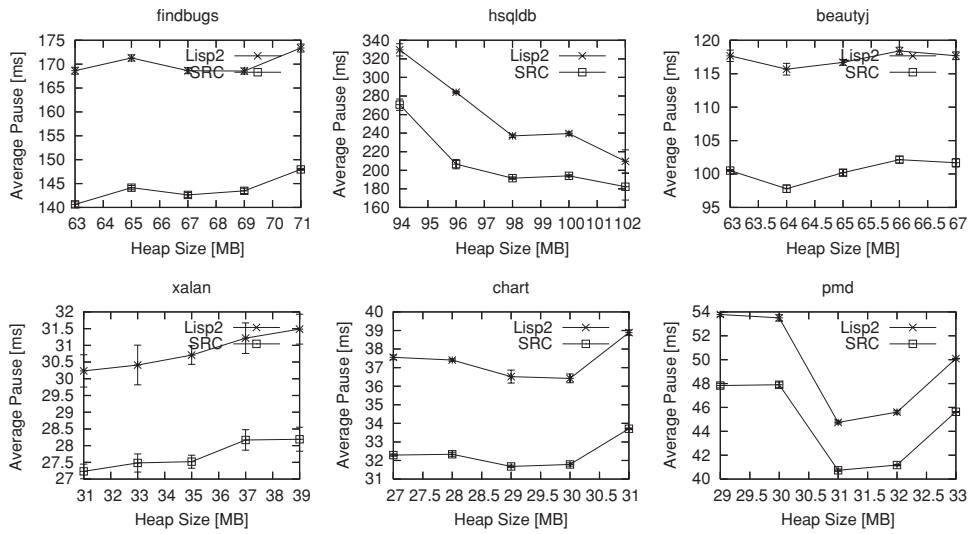 findbugs
Average Pause [ms]
175
170
165
160
155
150
145
140
Lisp2
SRC
63 64 65 66 67 68 69 70 71
Heap Size [MB]
hsqldb
Average Pause [ms]
340
320
300
280
260
240
220
200
180
160
Lisp2
SRC
94 95 96 97 98 99 100 101 102
Heap Size [MB]
beautyj
Average Pause [ms]
120
115
110
105
100
95
Lisp2
SRC
63 63.5 64 64.5 65 65.5 66 66.5 67
Heap Size [MB]
xalan
Average Pause [ms]
32
31.5
31
30.5
30
29.5
29
28.5
28
27.5
27
Lisp2
SRC
31 32 33 34 35 36 37 38 39
Heap Size [MB]
chart
Average Pause [ms]
40
39
38
37
36
35
34
33
32
31
Lisp2
SRC
27 27.5 28 28.5 29 29.5 30 30.5 31
Heap Size [MB]
pmd
Average Pause [ms]
54
52
50
48
46
44
42
40
Lisp2
SRC
29 29.5 30 30.5 31 31.5 32 32.5 33
Heap Size [MB]